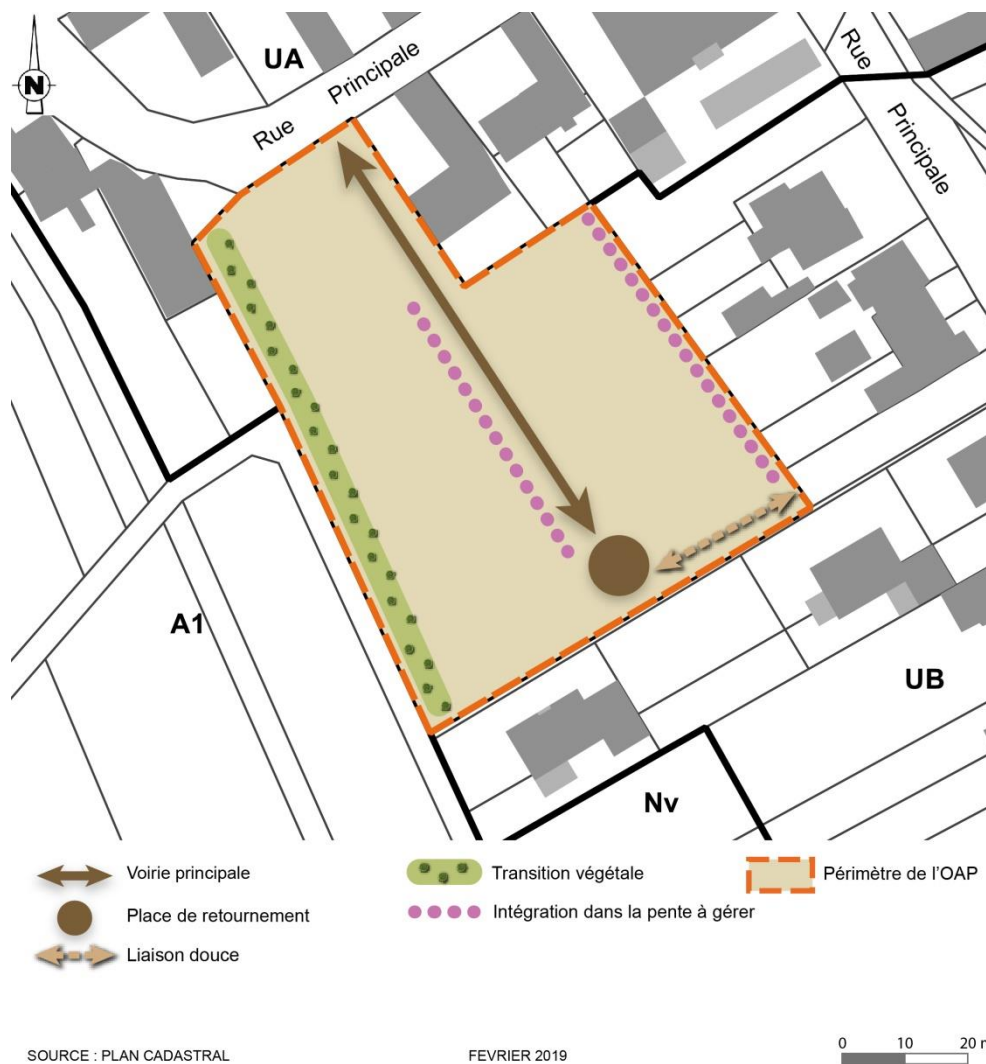 N
UA
Rue Principale
Rue Principale
A1
UB
Nv
Voirie principale
Transition végétale
Périmètre de l'OAP
Place de retournement
Intégration dans la pente à gérer
Liaison douce
SOURCE : PLAN CADASTRAL
FEVRIER 2019
0 10 20 m